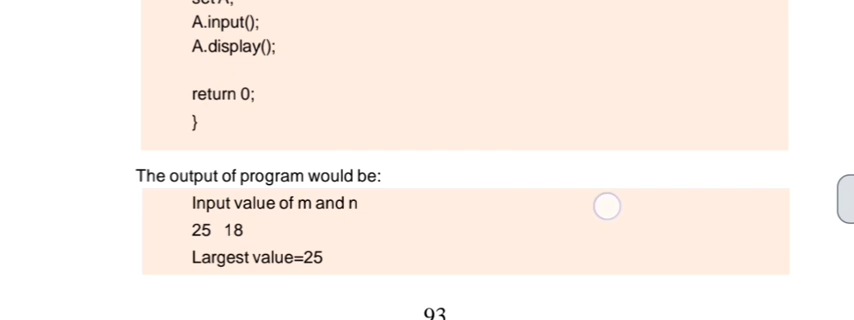 set A;
A.input();
A.display();
return 0;
}
The output of program would be:
Input value of m and n
25 18
Largest value=25
93